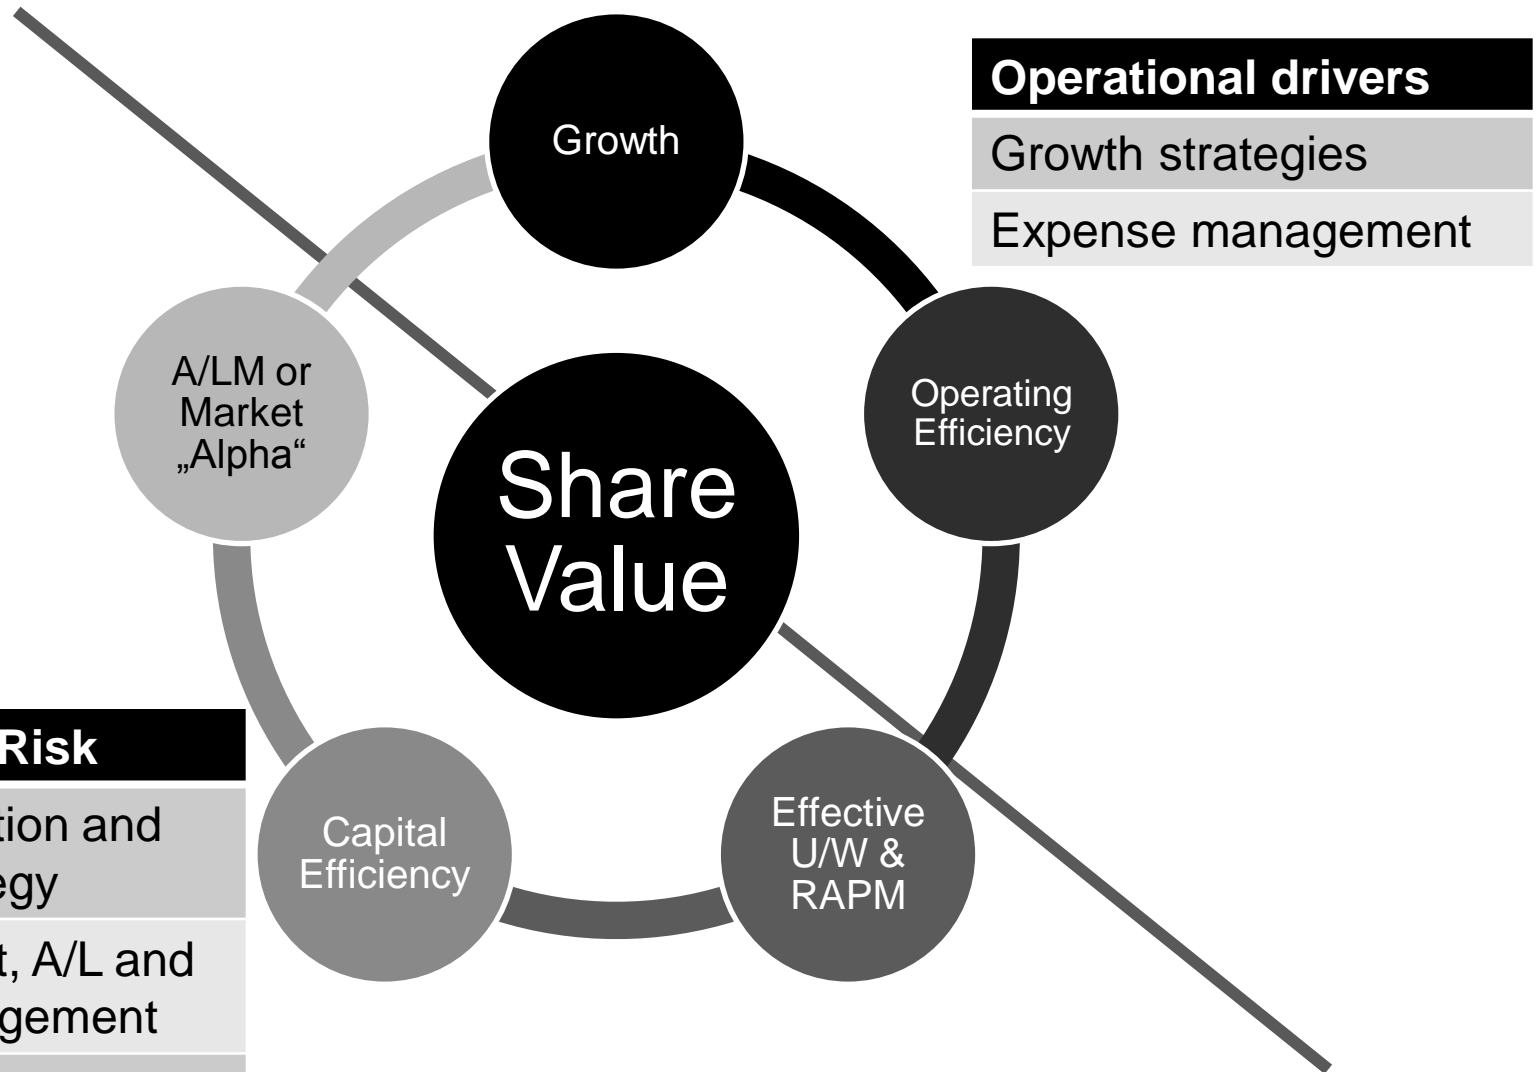 Growth
Operational drivers
Growth strategies
Expense management
A/LM or
Market
„Alpha“
Operating
Efficiency
Share
Value
Risk
tion and
egy
Capital
Efficiency
Effective
U/W &
RAPM
t, A/L and
gement